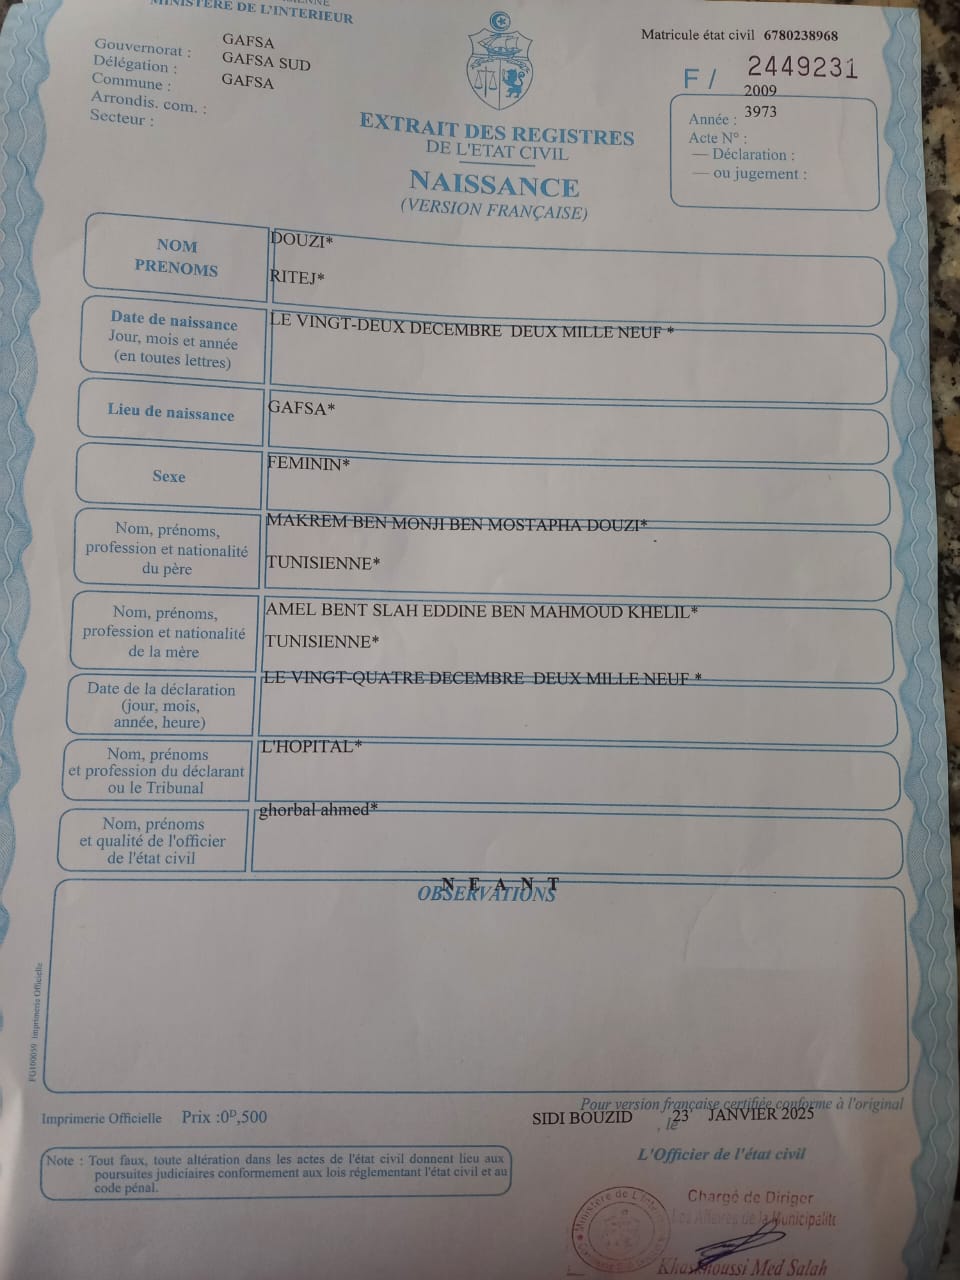 MINISTERE DE L'INTERIEUR
Gouvernorat : GAFSA
Délégation : GAFSA SUD
Commune : GAFSA
Arrondis. com. :
Secteur :
Matricule état civil 6780238968
F / 2449231
2009
Année : 3973
Acte N° :
— Déclaration :
— ou jugement :
EXTRAIT DES REGISTRES
DE L'ETAT CIVIL
NAISSANCE
(VERSION FRANÇAISE)
NOM
PRENOMS
DOUZI*
RITEJ*
Date de naissance
Jour, mois et année
(en toutes lettres)
LE VINGT-DEUX DECEMBRE DEUX MILLE NEUF *
Lieu de naissance
GAFSA*
Sexe
FEMININ*
Nom, prénoms,
profession et nationalité
du père
MAKREM BEN MONJI BEN MOSTAPHA DOUZI*
TUNISIENNE*
Nom, prénoms,
profession et nationalité
de la mère
AMEL BENT SLAH EDDINE BEN MAHMOUD KHELIL*
TUNISIENNE*
Date de la déclaration
(jour, mois,
année, heure)
LE VINGT-QUATRE DECEMBRE DEUX MILLE NEUF *
Nom, prénoms
et profession du déclarant
ou le Tribunal
L'HOPITAL*
Nom, prénoms
et qualité de l'officier
de l'état civil
ghorbal ahmed*
N E A N T
OBSERVATIONS
FG100059 Imprimerie Officielle
Imprimerie Officielle Prix :0D,500
Pour version française certifiée conforme à l'original
SIDI BOUZID , le 23 JANVIER 2025
L'Officier de l'état civil
Note : Tout faux, toute altération dans les actes de l'état civil donnent lieu aux
poursuites judiciaires conformement aux lois réglementant l'état civil et au
code pénal.
Chargé de Diriger
Les Affaires de la Municipalité
Khaskhoussi Med Salah